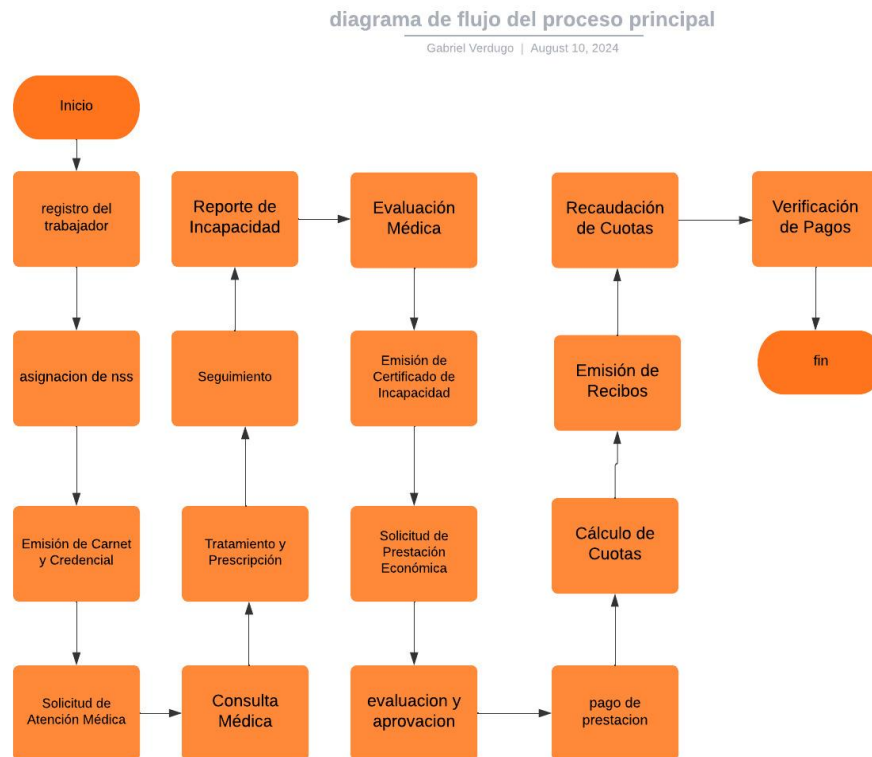 diagrama de flujo del proceso principal
Gabriel Verdugo | August 10, 2024
Inicio
registro del
trabajador
asignacion de nss
Emisión de Carnet
y Credencial
Solicitud de
Atención Médica
Consulta
Médica
Tratamiento y
Prescripción
Seguimiento
Reporte de
Incapacidad
Evaluación
Médica
Emisión de
Certificado de
Incapacidad
Solicitud de
Prestación
Económica
evaluacion y
aprovacion
pago de
prestacion
Cálculo de
Cuotas
Emisión de
Recibos
Recaudación
de Cuotas
Verificación
de Pagos
fin